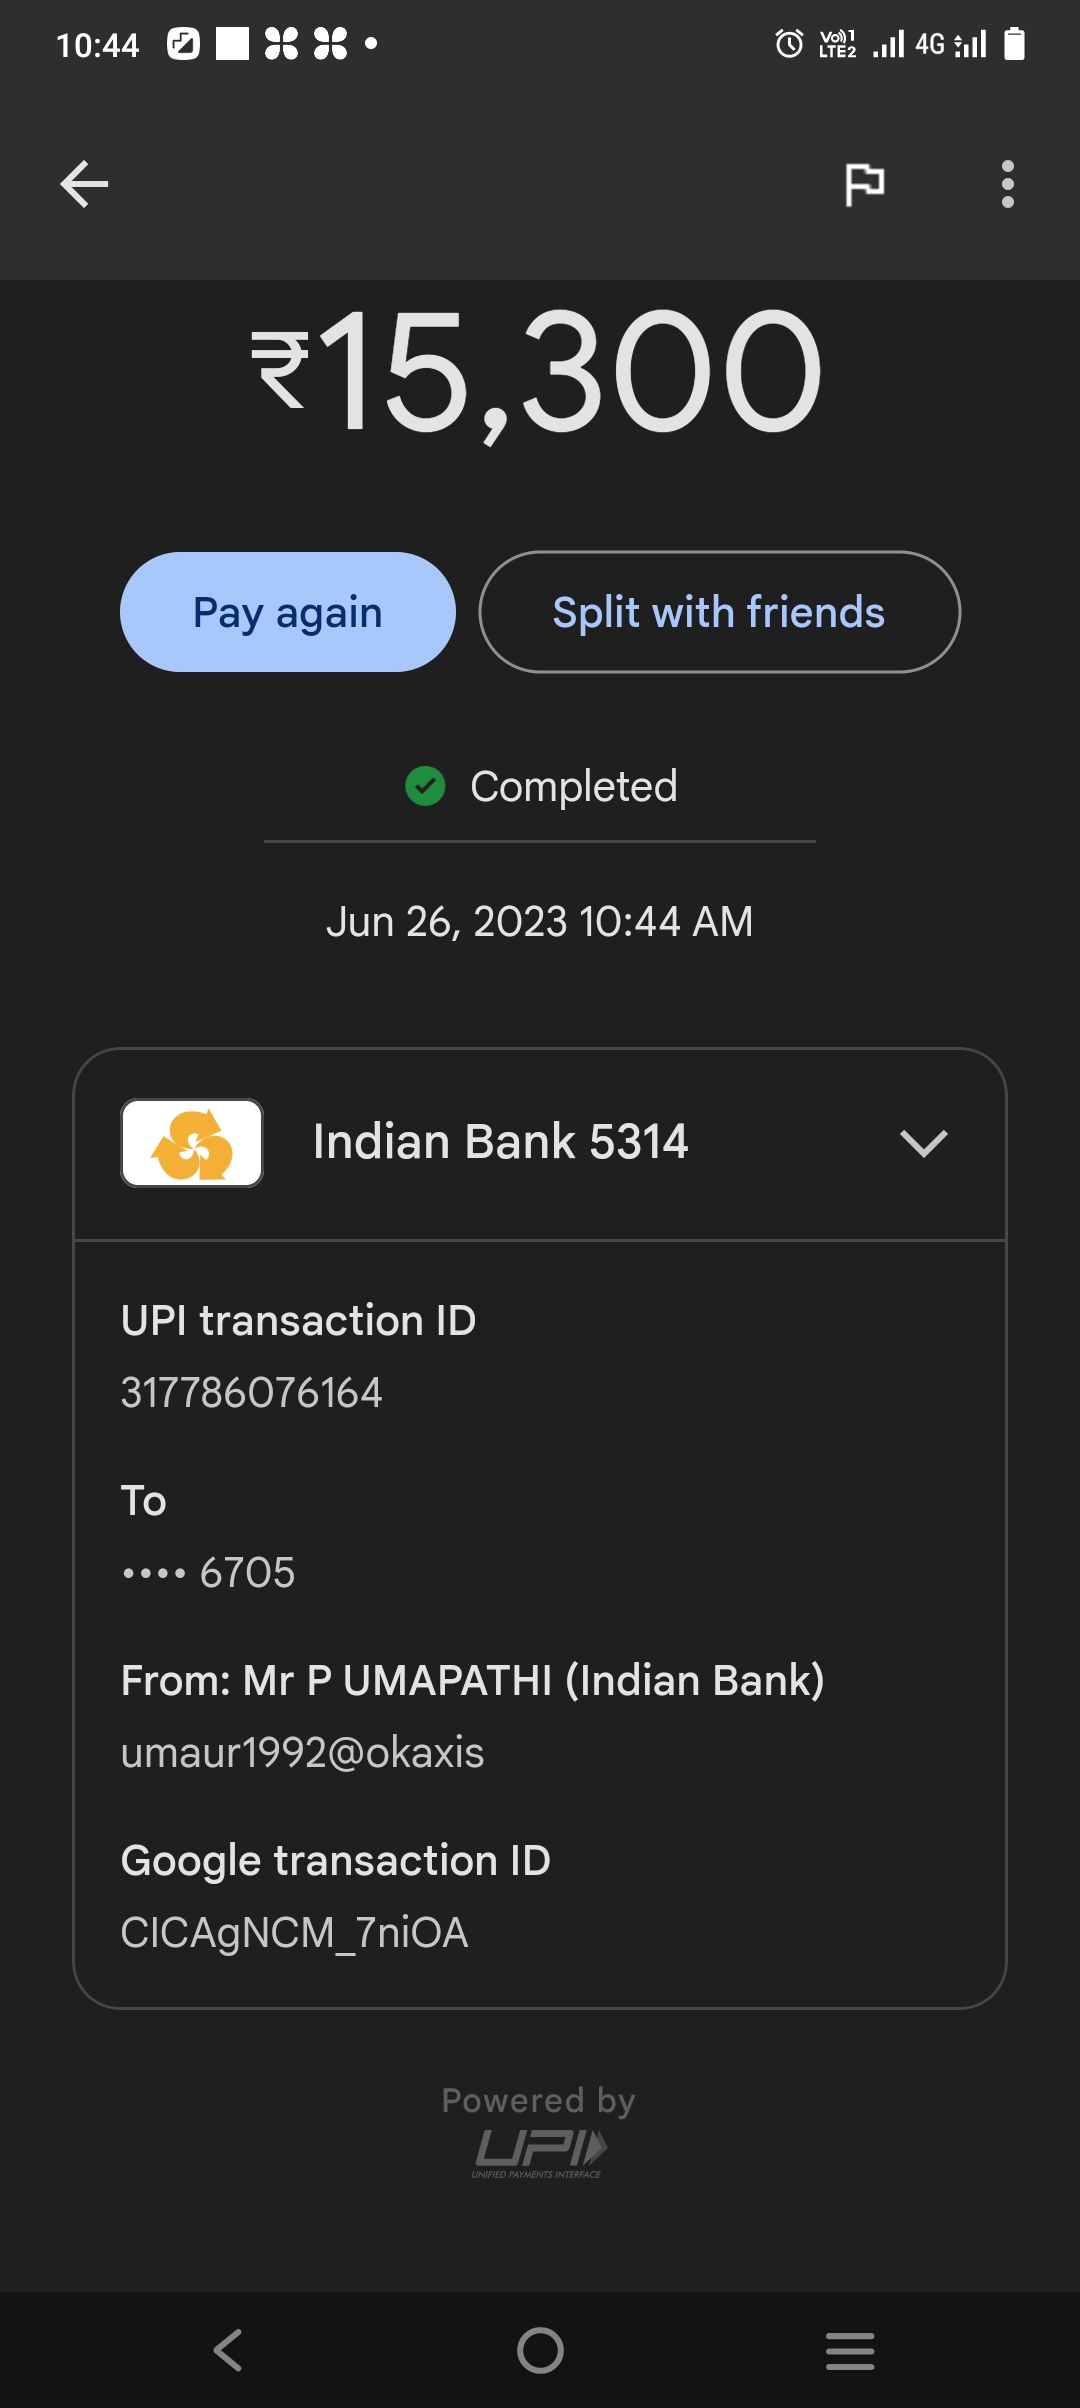 10:44
Vo)) 1
LTE 2
4G
₹15,300
Pay again
Split with friends
Completed
Jun 26, 2023 10:44 AM
Indian Bank 5314
UPI transaction ID
317786076164
To
•••• 6705
From: Mr P UMAPATHI (Indian Bank)
umaur1992@okaxis
Google transaction ID
CICAgNCM_7niOA
Powered by
UPI
UNIFIED PAYMENTS INTERFACE